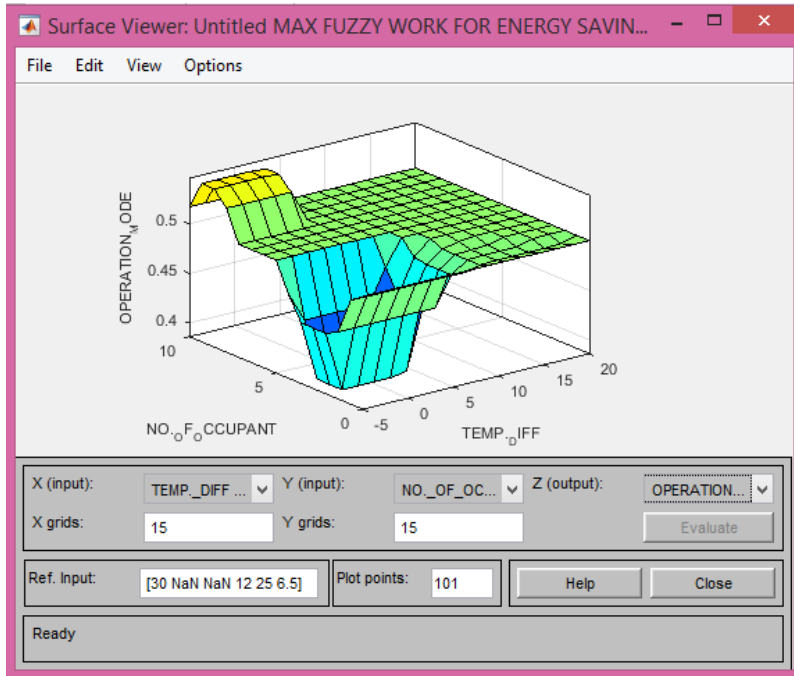 Surface Viewer: Untitled MAX FUZZY WORK FOR ENERGY SAVIN...
File Edit View Options
OPERATION_MODE
0.5
0.45
0.4
10
5
0
NO._OF_OCCUPANT
-5
0
5
10
15
20
TEMP._DIFF
X (input): TEMP._DIFF ... Y (input): NO._OF_OC... Z (output): OPERATION...
X grids: 15 Y grids: 15 Evaluate
Ref. Input: [30 NaN NaN 12 25 6.5] Plot points: 101 Help Close
Ready